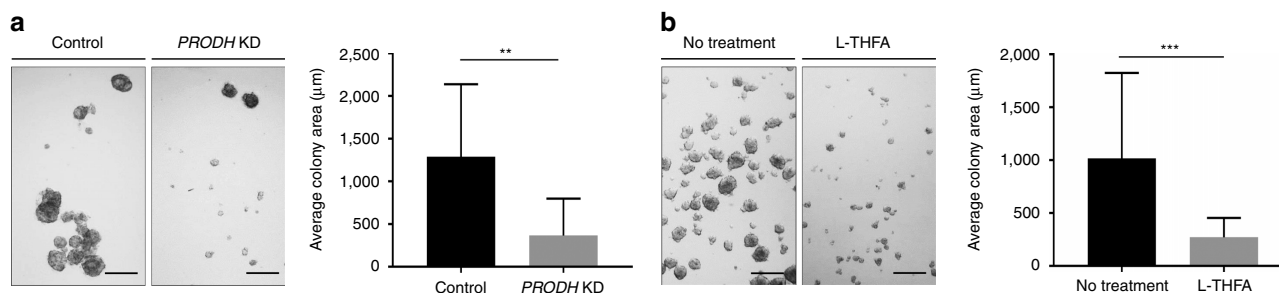 a
Control
PRODH KD
Average colony area (μm)
2,500
2,000
1,500
1,000
500
0
**
Control
PRODH KD
b
No treatment
L-THFA
Average colony area (μm)
2,000
1,500
1,000
500
0
***
No treatment
L-THFA